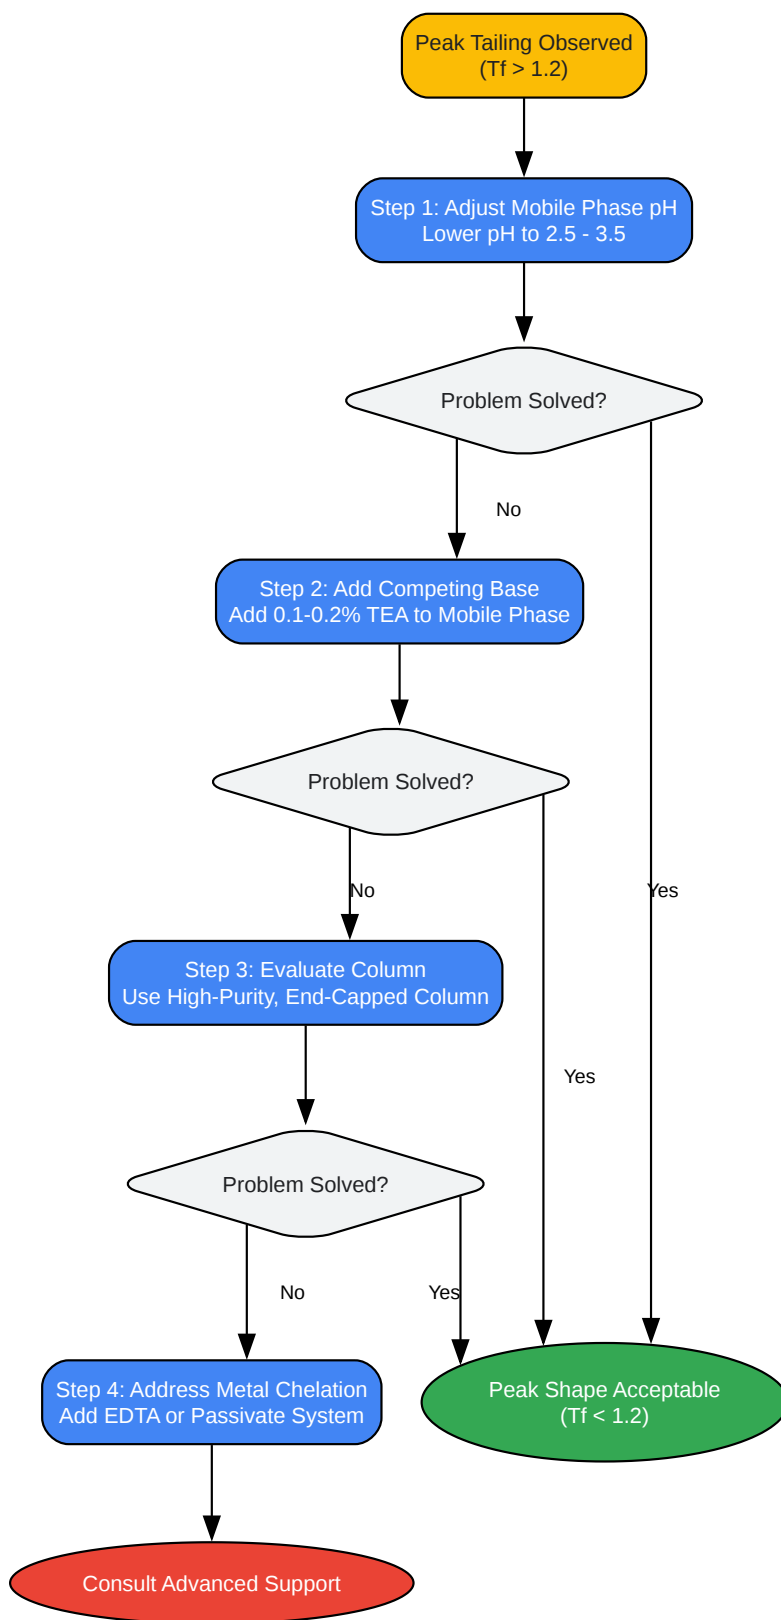 Peak Tailing Observed
(Tf > 1.2)
Step 1: Adjust Mobile Phase pH
Lower pH to 2.5 - 3.5
Problem Solved?
No
Step 2: Add Competing Base
Add 0.1-0.2% TEA to Mobile Phase
Problem Solved?
No
Yes
Step 3: Evaluate Column
Use High-Purity, End-Capped Column
Yes
Problem Solved?
No
Yes
Step 4: Address Metal Chelation
Add EDTA or Passivate System
Peak Shape Acceptable
(Tf < 1.2)
Consult Advanced Support